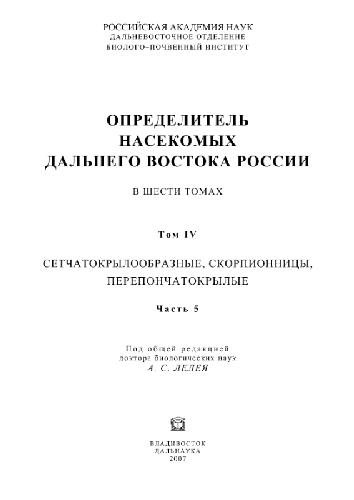 РОССИЙСКАЯ АКАДЕМИЯ НАУК
ДАЛЬНЕВОСТОЧНОЕ ОТДЕЛЕНИЕ
БИОЛОГО–ПОЧВЕННЫЙ ИНСТИТУТ
ОПРЕДЕЛИТЕЛЬ
НАСЕКОМЫХ
ДАЛЬНЕГО ВОСТОКА РОССИИ
В ШЕСТИ ТОМАХ
Том IV
СЕТЧАТОКРЫЛООБРАЗНЫЕ, СКОРПИОННИЦЫ,
ПЕРЕПОНЧАТОКРЫЛЫЕ
Часть 5
Под общей редакцией
доктора биологических наук
А. С. ЛЕЛЕЯ
ВЛАДИВОСТОК
ДАЛЬНАУКА
2007